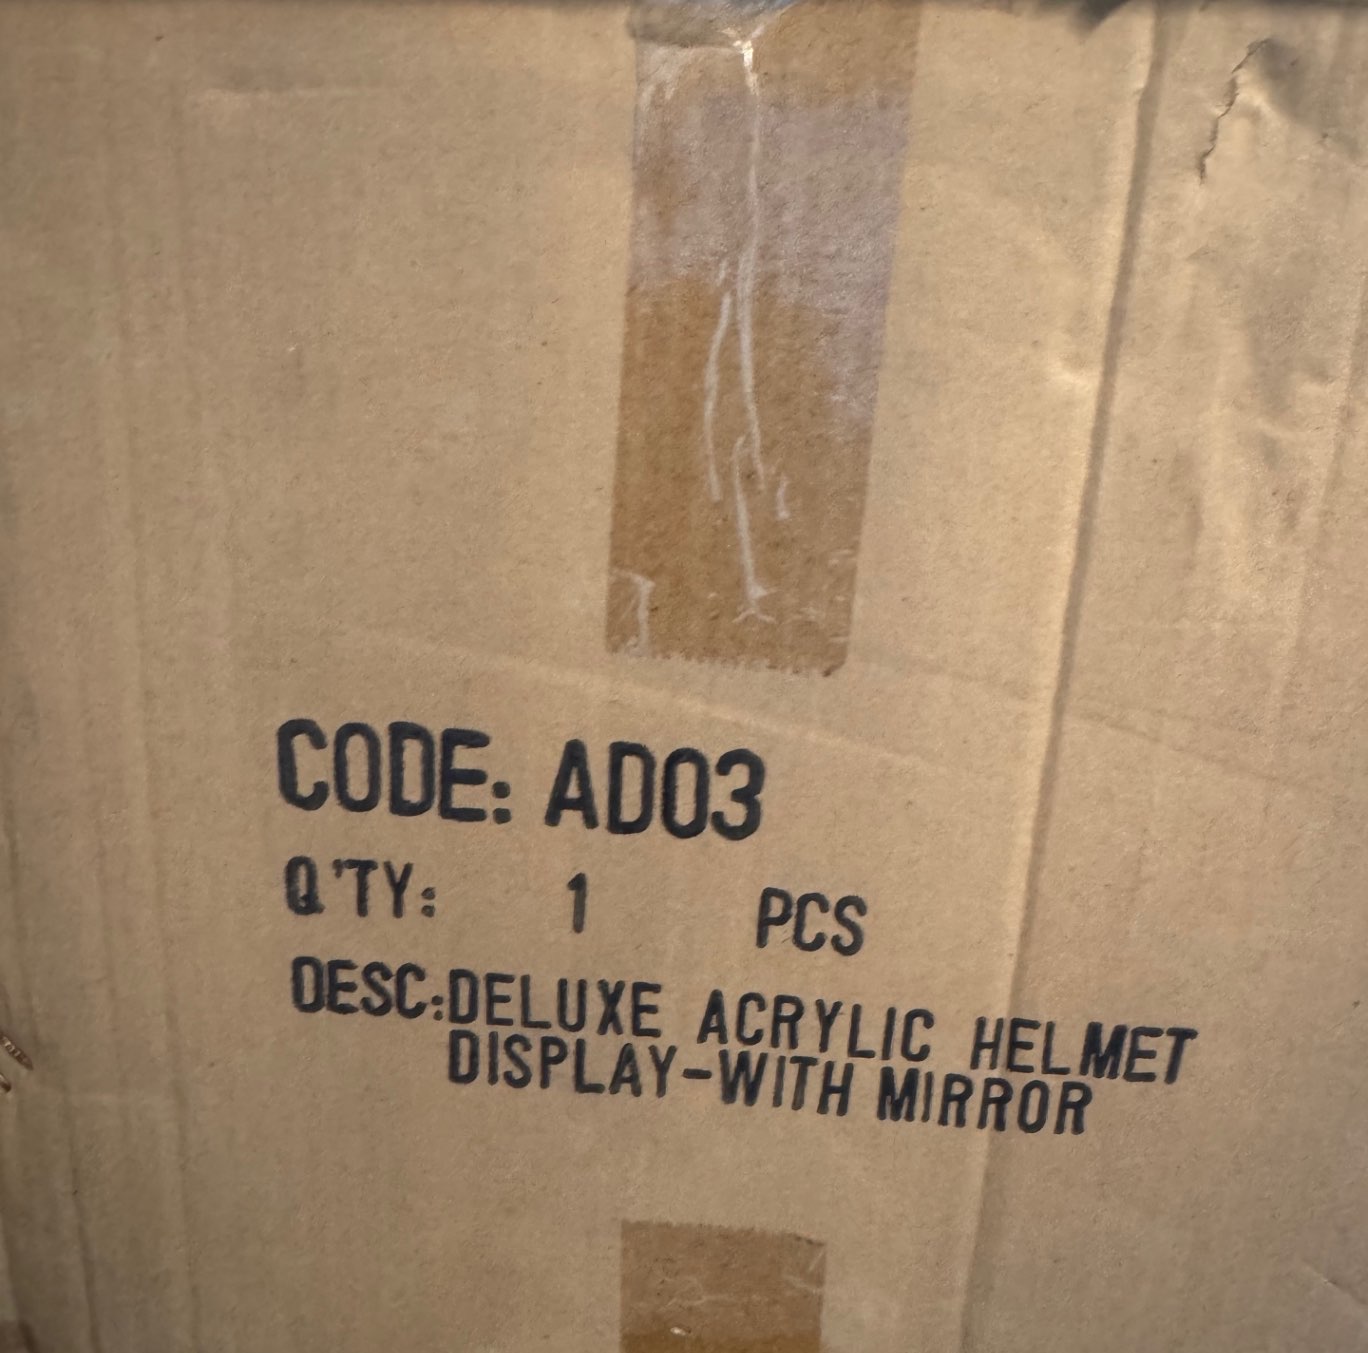 CODE: AD03
Q'TY: 1 PCS
DESC:DELUXE ACRYLIC HELMET
DISPLAY-WITH MIRROR